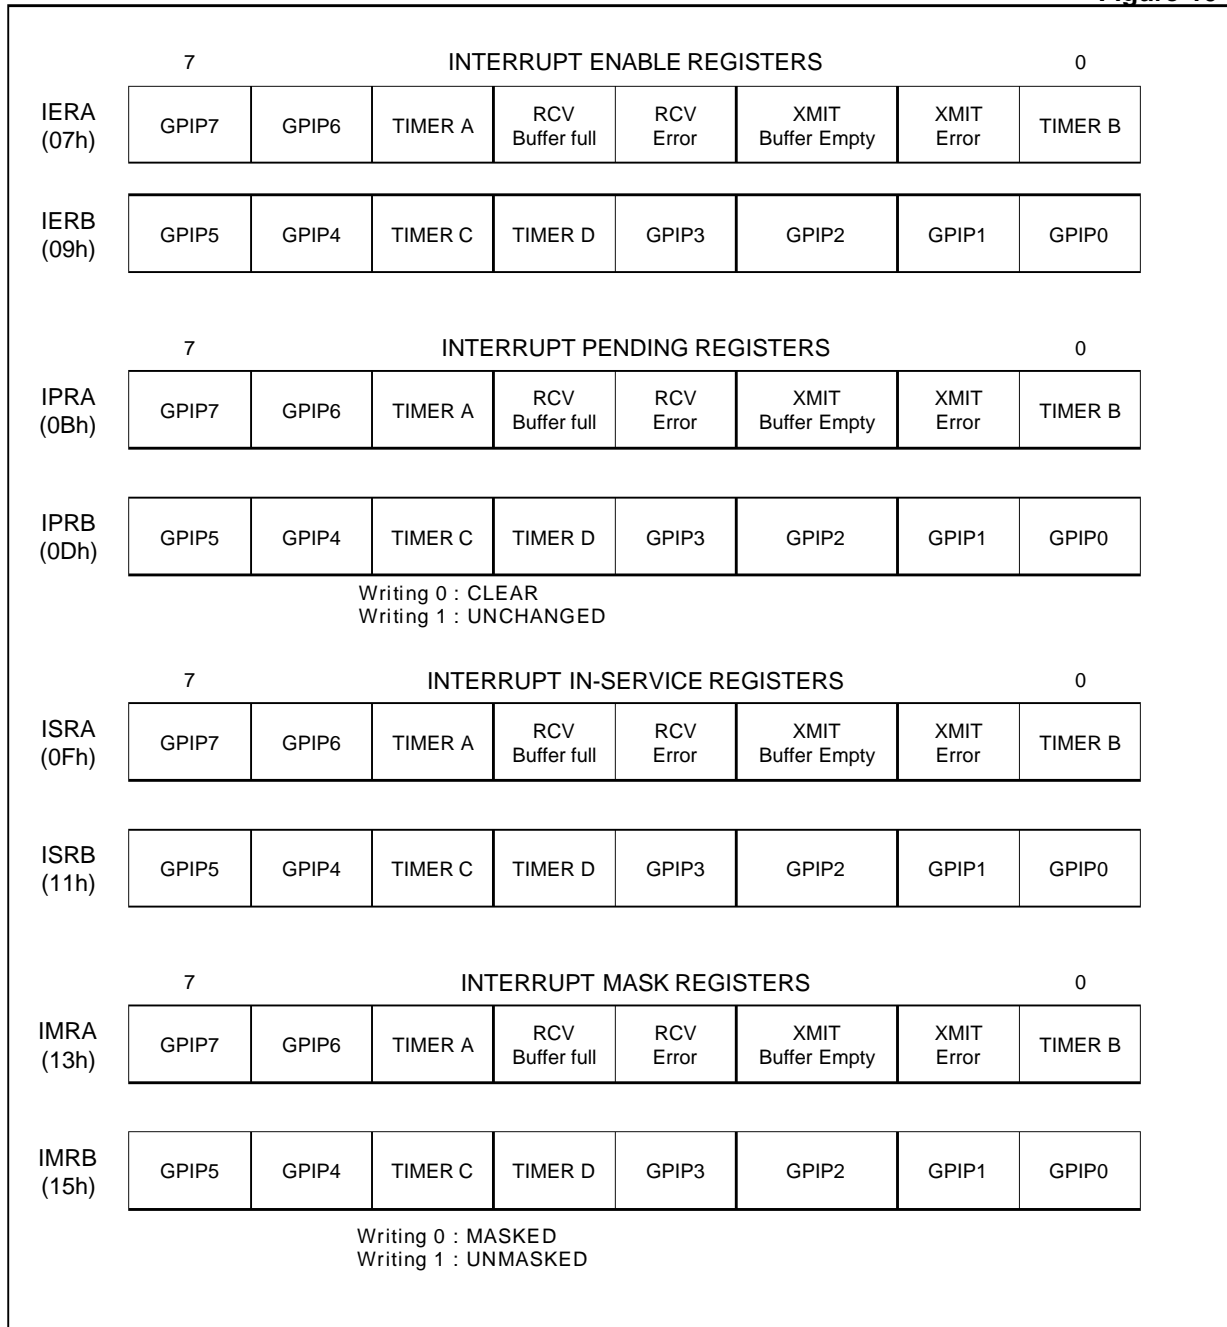 7 INTERRUPT ENABLE REGISTERS 0
IERA (07h) GPIP7 GPIP6 TIMER A RCV Buffer full RCV Error XMIT Buffer Empty XMIT Error TIMER B
IERB (09h) GPIP5 GPIP4 TIMER C TIMER D GPIP3 GPIP2 GPIP1 GPIP0
7 INTERRUPT PENDING REGISTERS 0
IPRA (0Bh) GPIP7 GPIP6 TIMER A RCV Buffer full RCV Error XMIT Buffer Empty XMIT Error TIMER B
IPRB (0Dh) GPIP5 GPIP4 TIMER C TIMER D GPIP3 GPIP2 GPIP1 GPIP0
Writing 0 : CLEAR
Writing 1 : UNCHANGED
7 INTERRUPT IN-SERVICE REGISTERS 0
ISRA (0Fh) GPIP7 GPIP6 TIMER A RCV Buffer full RCV Error XMIT Buffer Empty XMIT Error TIMER B
ISRB (11h) GPIP5 GPIP4 TIMER C TIMER D GPIP3 GPIP2 GPIP1 GPIP0
7 INTERRUPT MASK REGISTERS 0
IMRA (13h) GPIP7 GPIP6 TIMER A RCV Buffer full RCV Error XMIT Buffer Empty XMIT Error TIMER B
IMRB (15h) GPIP5 GPIP4 TIMER C TIMER D GPIP3 GPIP2 GPIP1 GPIP0
Writing 0 : MASKED
Writing 1 : UNMASKED